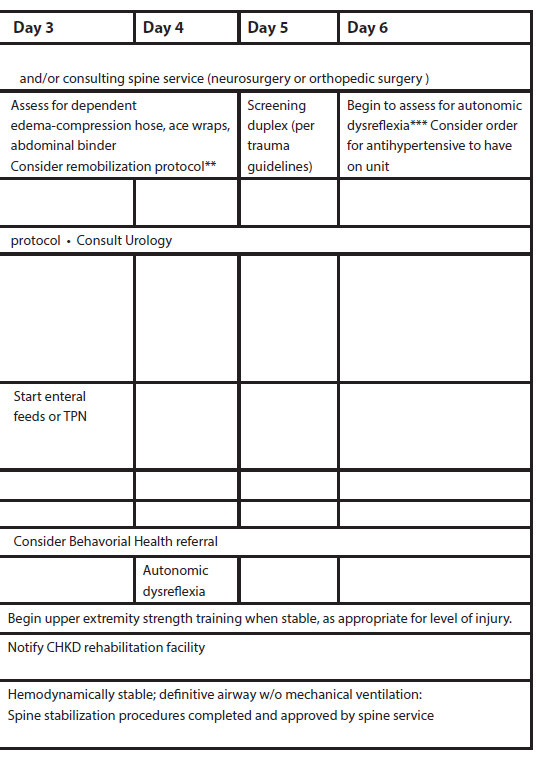 Day 3 Day 4 Day 5 Day 6
and/or consulting spine service (neurosurgery or orthopedic surgery )
Assess for dependent
edema-compression hose, ace wraps,
abdominal binder
Consider remobilization protocol**
Screening
duplex (per
trauma
guidelines)
Begin to assess for autonomic
dysreflexia*** Consider order
for antihypertensive to have
on unit
protocol • Consult Urology
Start enteral
feeds or TPN
Consider Behavorial Health referral
Autonomic
dysreflexia
Begin upper extremity strength training when stable, as appropriate for level of injury.
Notify CHKD rehabilitation facility
Hemodynamically stable; definitive airway w/o mechanical ventilation:
Spine stabilization procedures completed and approved by spine service